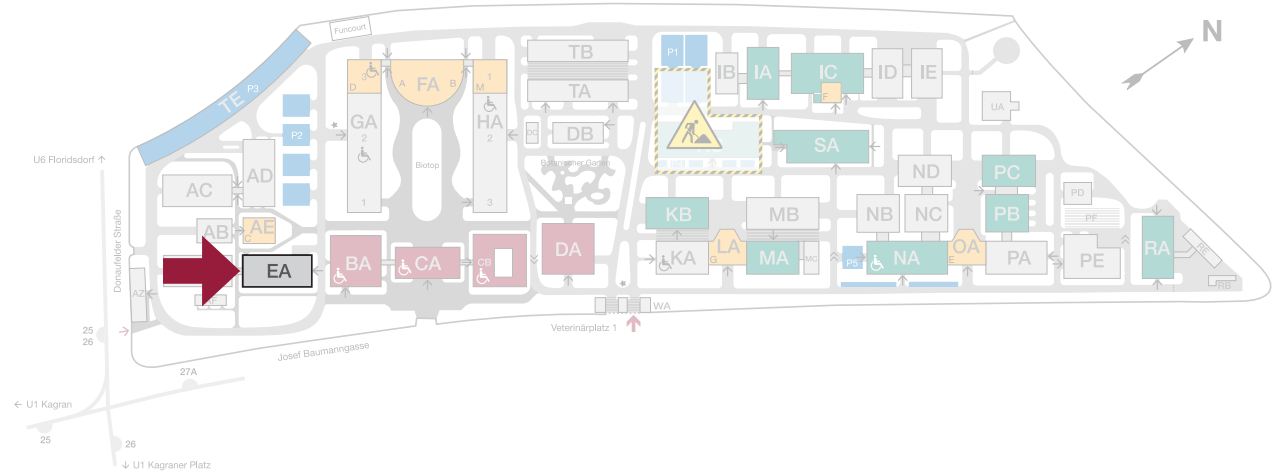 Funcourt
N
P1
TB
TA
IB
IA
IC
F
ID
IE
UA
TE P3
P2
3
D
FA
A
B
1
M
GA
2
HA
2
DC
DB
SA
Biotop
Botanischer Garten
U6 Floridsdorf ↑
AC
AD
1
3
ND
PC
PD
PF
AB
AE
C
KB
MB
NB
NC
PB
RA
RE
RB
Donaufelder Straße
EA
BA
CA
CB
DA
KA
LA
G
MA
MC
P5
NA
OA
E
PA
PE
AZ
WA
Veterinärplatz 1
25
26
Josef Baumanngasse
27A
← U1 Kagran
25
26
↓ U1 Kagraner Platz